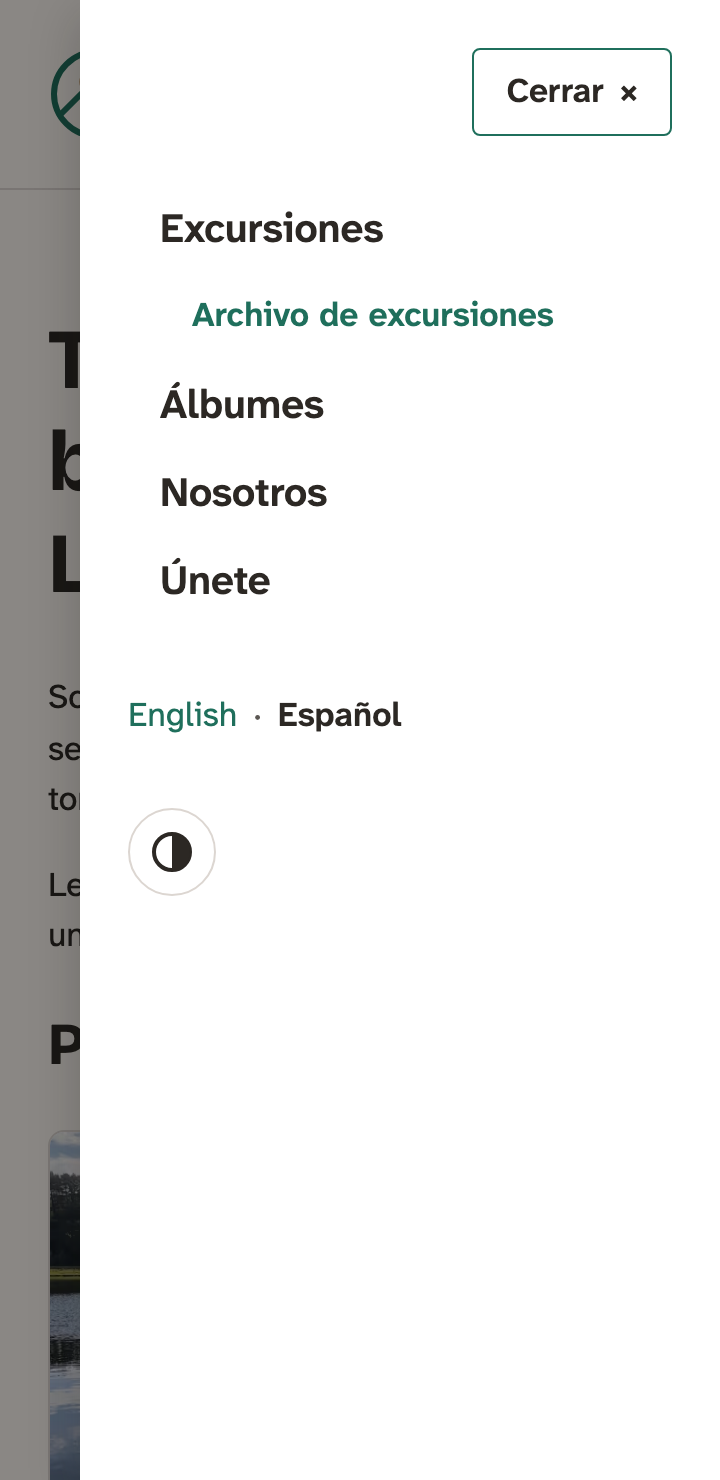 Cerrar ×
Excursiones
Archivo de excursiones
Álbumes
Nosotros
Únete
English · Español